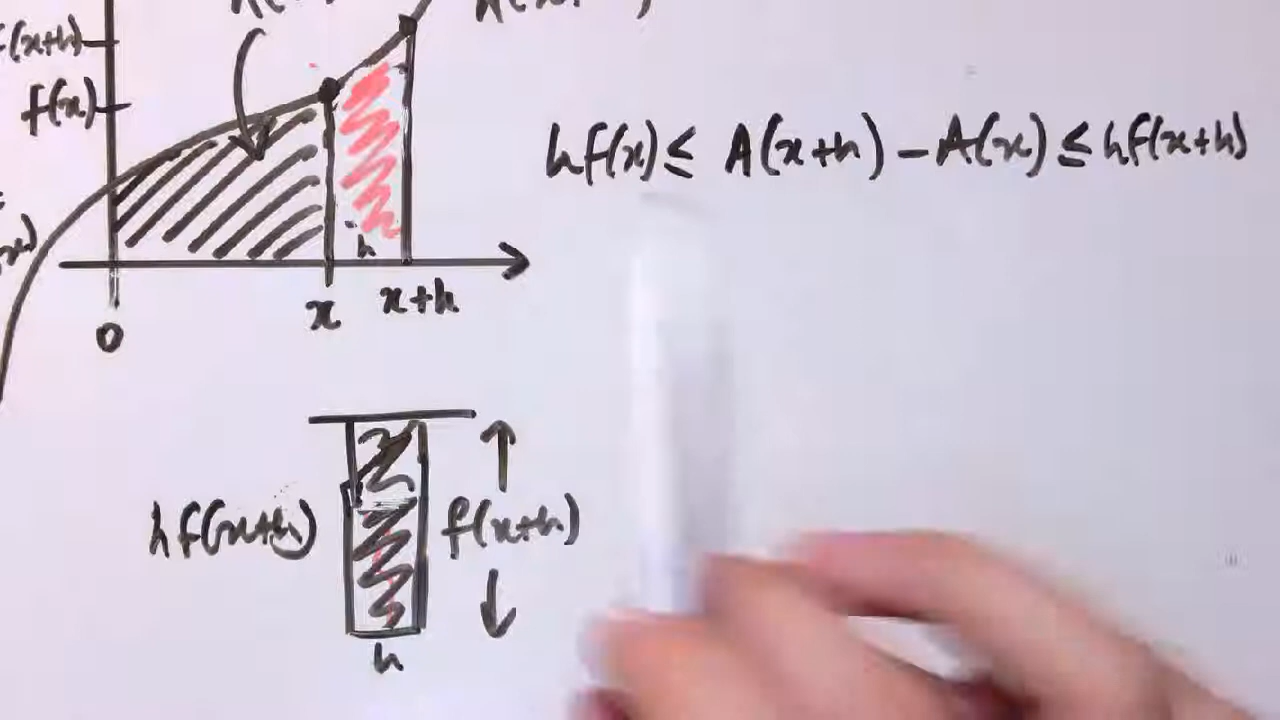 f(x+h)
f(x)
hf(x) ≤ A(x+h) - A(x) ≤ hf(x+h)
h
x
x+h
0
hf(x+h)
f(x+h)
h